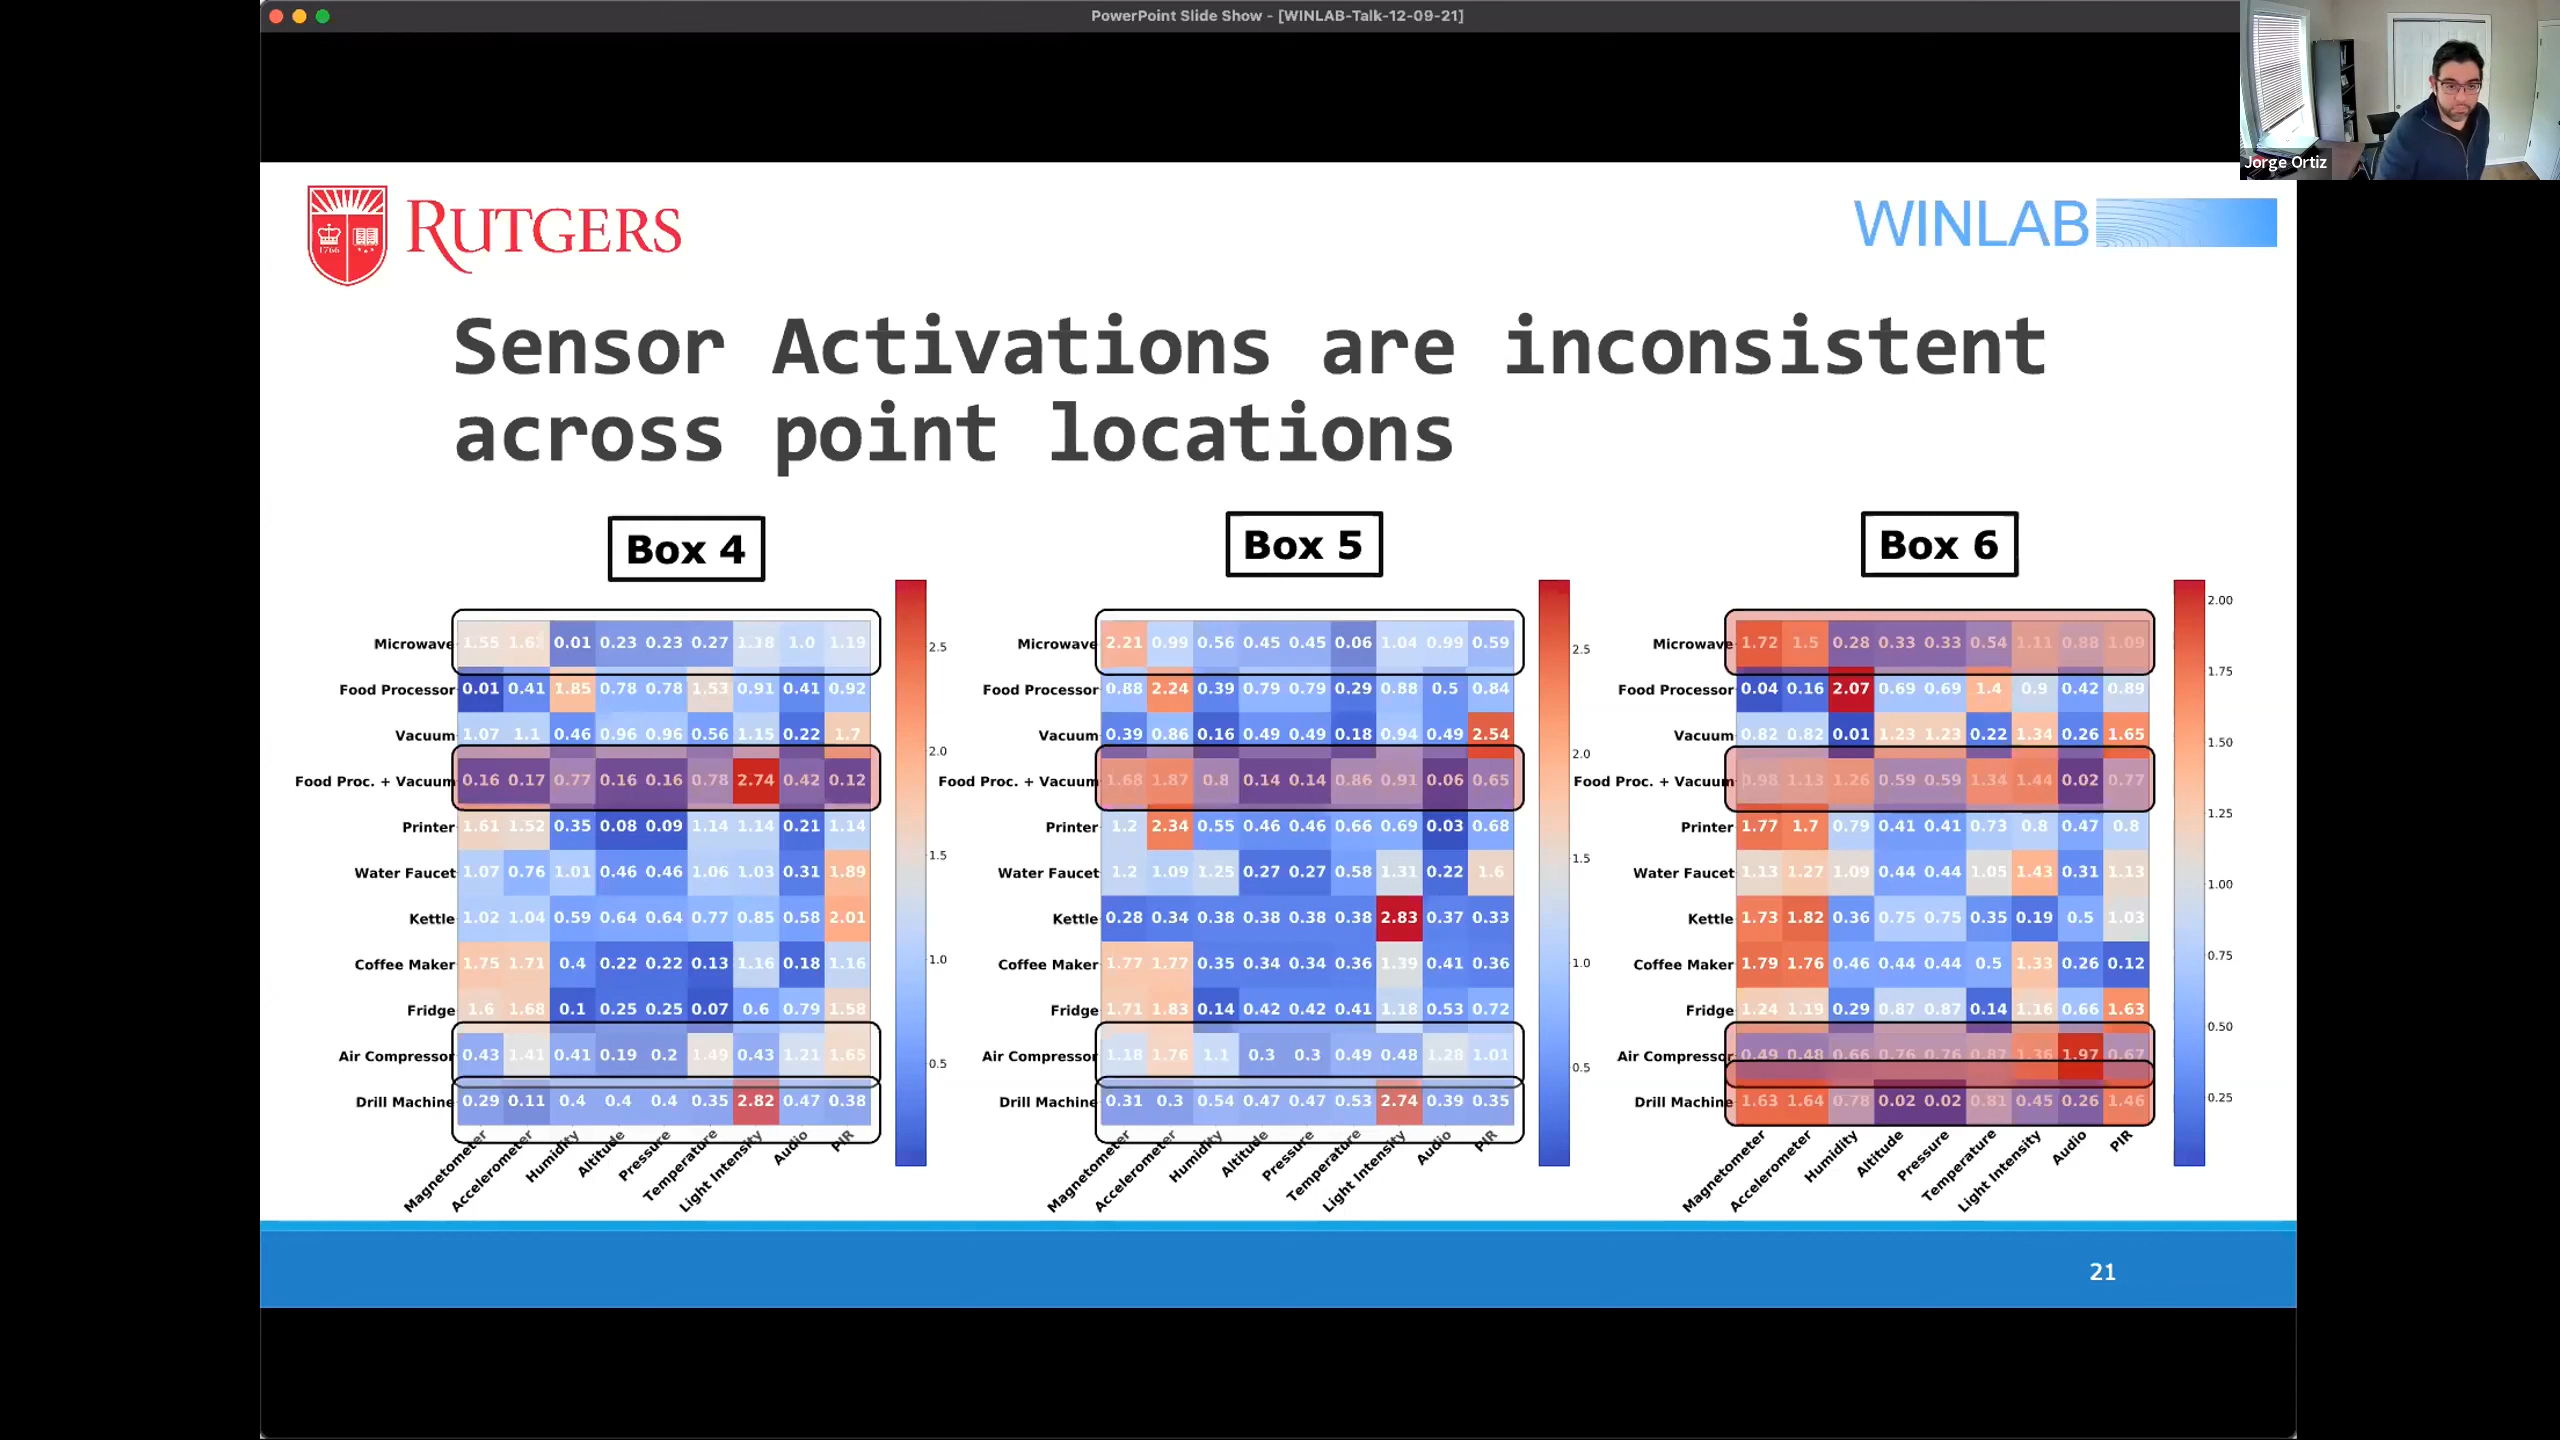 PowerPoint Slide Show - [WINLAB-Talk-12-09-21]
Jorge Ortiz
1766
RUTGERS
WINLAB
Sensor Activations are inconsistent
across point locations
Box 4
Microwave 1.55 0.01 0.23 0.23 0.27 1.18 1.0 1.19
Food Processor 0.01 0.41 1.85 0.78 0.78 1.53 0.91 0.41 0.92
Vacuum 1.07 1.1 0.46 0.96 0.96 0.56 1.15 0.22 1.7
Food Proc. + Vacuum 0.16 0.17 0.77 0.16 0.16 0.78 2.74 0.42 0.12
Printer 1.61 1.52 0.35 0.08 0.09 1.14 1.14 0.21 1.14
Water Faucet 1.07 0.76 1.01 0.46 0.46 1.06 1.03 0.31 1.89
Kettle 1.02 1.04 0.59 0.64 0.64 0.77 0.85 0.58 2.01
Coffee Maker 1.75 1.71 0.4 0.22 0.22 0.13 1.16 0.18 1.16
Fridge 1.6 1.68 0.1 0.25 0.25 0.07 0.6 0.79 1.58
Air Compressor 0.43 1.41 0.41 0.19 0.2 1.49 0.43 1.21 1.65
Drill Machine 0.29 0.11 0.4 0.4 0.4 0.35 2.82 0.47 0.38
Magnetometer Accelerometer Humidity Altitude Pressure Temperature Light Intensity Audio PIR
2.5
2.0
1.5
1.0
0.5
Box 5
Microwave 2.21 0.99 0.56 0.45 0.45 0.06 1.04 0.99 0.59
Food Processor 0.88 2.24 0.39 0.79 0.79 0.29 0.88 0.5 0.84
Vacuum 0.39 0.86 0.16 0.49 0.49 0.18 0.94 0.49 2.54
Food Proc. + Vacuum 1.68 1.87 0.8 0.14 0.14 0.86 0.91 0.06 0.65
Printer 1.2 2.34 0.55 0.46 0.46 0.66 0.69 0.03 0.68
Water Faucet 1.2 1.09 1.25 0.27 0.27 0.58 1.31 0.22 1.6
Kettle 0.28 0.34 0.38 0.38 0.38 0.38 2.83 0.37 0.33
Coffee Maker 1.77 1.77 0.35 0.34 0.34 0.36 1.39 0.41 0.36
Fridge 1.71 1.83 0.14 0.42 0.42 0.41 1.18 0.53 0.72
Air Compressor 1.18 1.76 1.1 0.3 0.3 0.49 0.48 1.28 1.01
Drill Machine 0.31 0.3 0.54 0.47 0.47 0.53 2.74 0.39 0.35
Magnetometer Accelerometer Humidity Altitude Pressure Temperature Light Intensity Audio PIR
2.5
2.0
1.5
1.0
0.5
Box 6
Microwave 1.72 1.5 0.28 0.33 0.33 0.54 1.11 0.88 1.09
Food Processor 0.04 0.16 2.07 0.69 0.69 1.4 0.9 0.42 0.89
Vacuum 0.82 0.82 0.01 1.23 1.23 0.22 1.34 0.26 1.65
Food Proc. + Vacuum 0.98 1.13 1.26 0.59 0.59 1.34 1.44 0.02 0.77
Printer 1.77 1.7 0.79 0.41 0.41 0.73 0.8 0.47 0.8
Water Faucet 1.13 1.27 1.09 0.44 0.44 1.05 1.43 0.31 1.13
Kettle 1.73 1.82 0.36 0.75 0.75 0.35 0.19 0.5 1.03
Coffee Maker 1.79 1.76 0.46 0.44 0.44 0.5 1.33 0.26 0.12
Fridge 1.24 1.19 0.29 0.87 0.87 0.14 1.16 0.66 1.63
Air Compressor 0.49 0.48 0.66 0.76 0.76 0.87 1.36 1.97 0.67
Drill Machine 1.63 1.64 0.78 0.02 0.02 0.81 0.45 0.26 1.46
Magnetometer Accelerometer Humidity Altitude Pressure Temperature Light Intensity Audio PIR
2.00
1.75
1.50
1.25
1.00
0.75
0.50
0.25
21